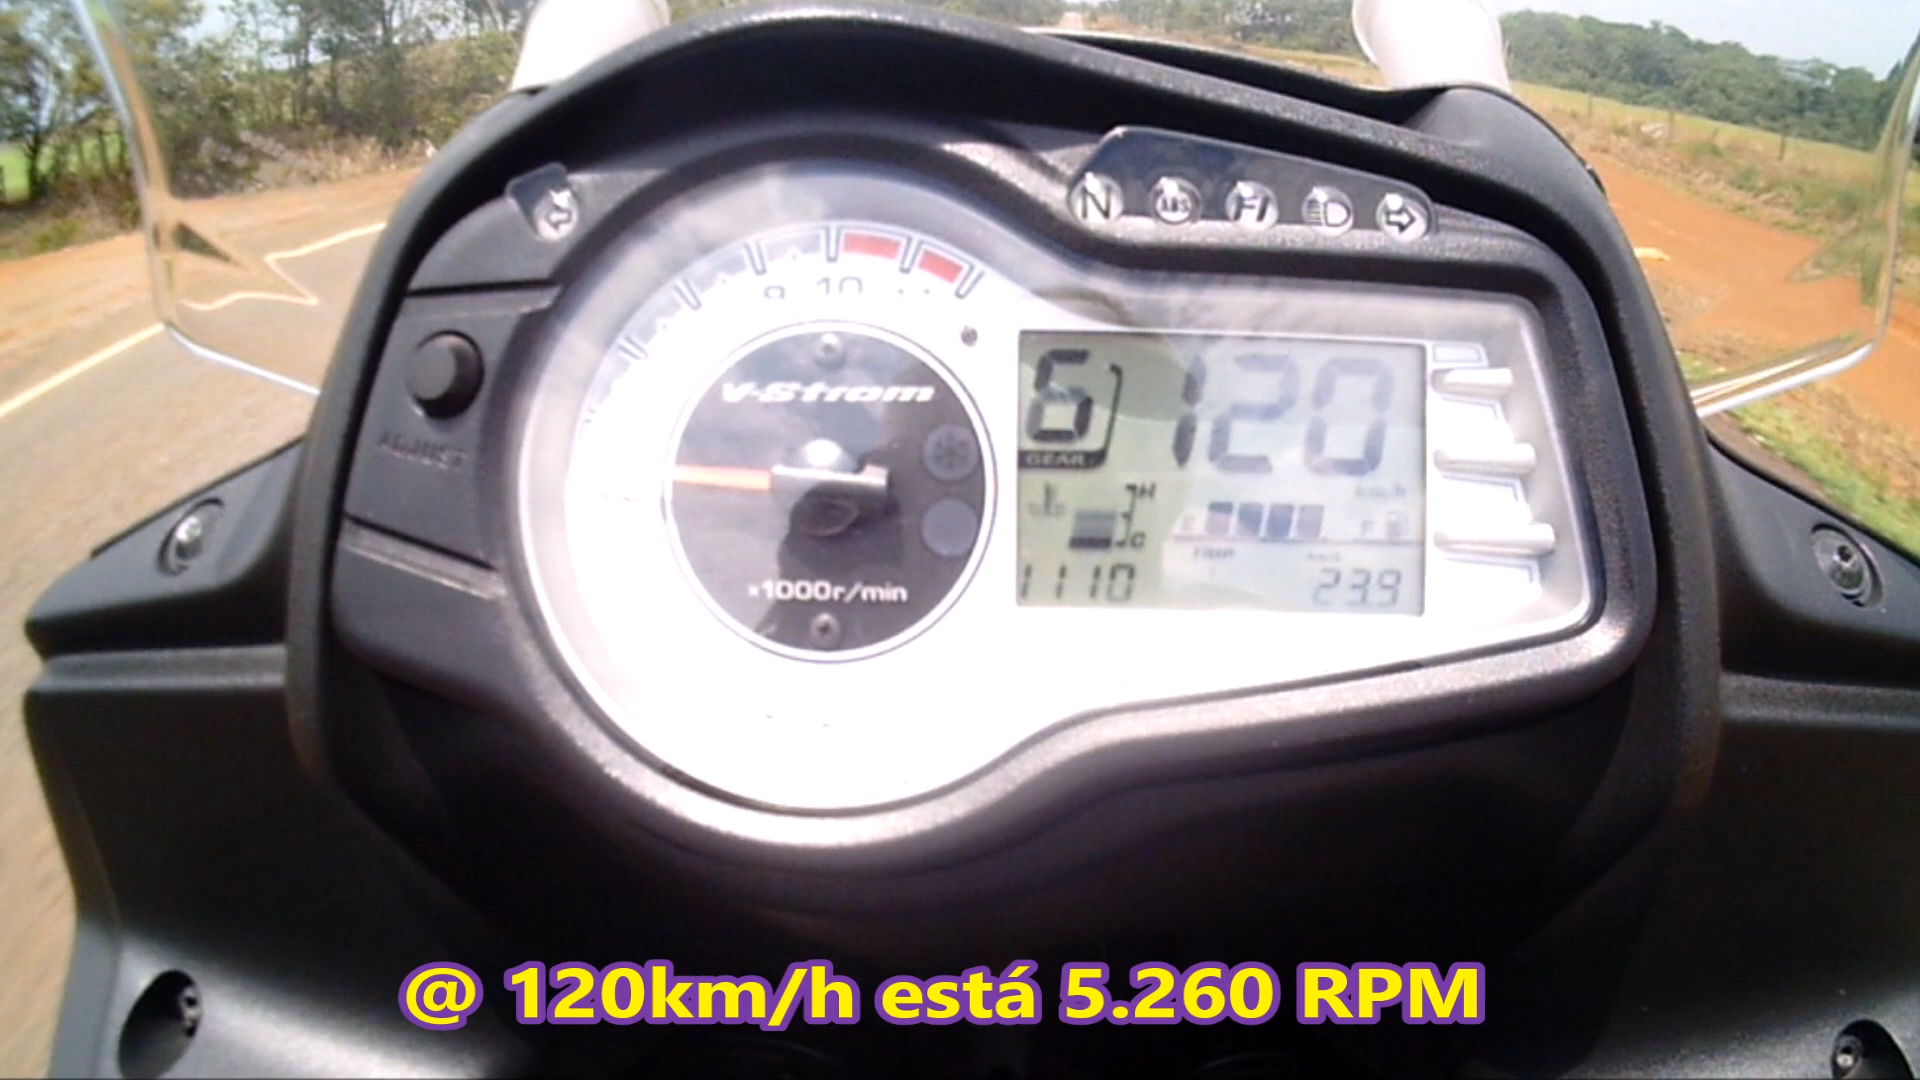 N ABS FI
9 10
V-Strom
ADJUST
6 120
GEAR
km/h
H
C
E F
TRIP
x1000r/min
1110 23.9
@ 120km/h está 5.260 RPM